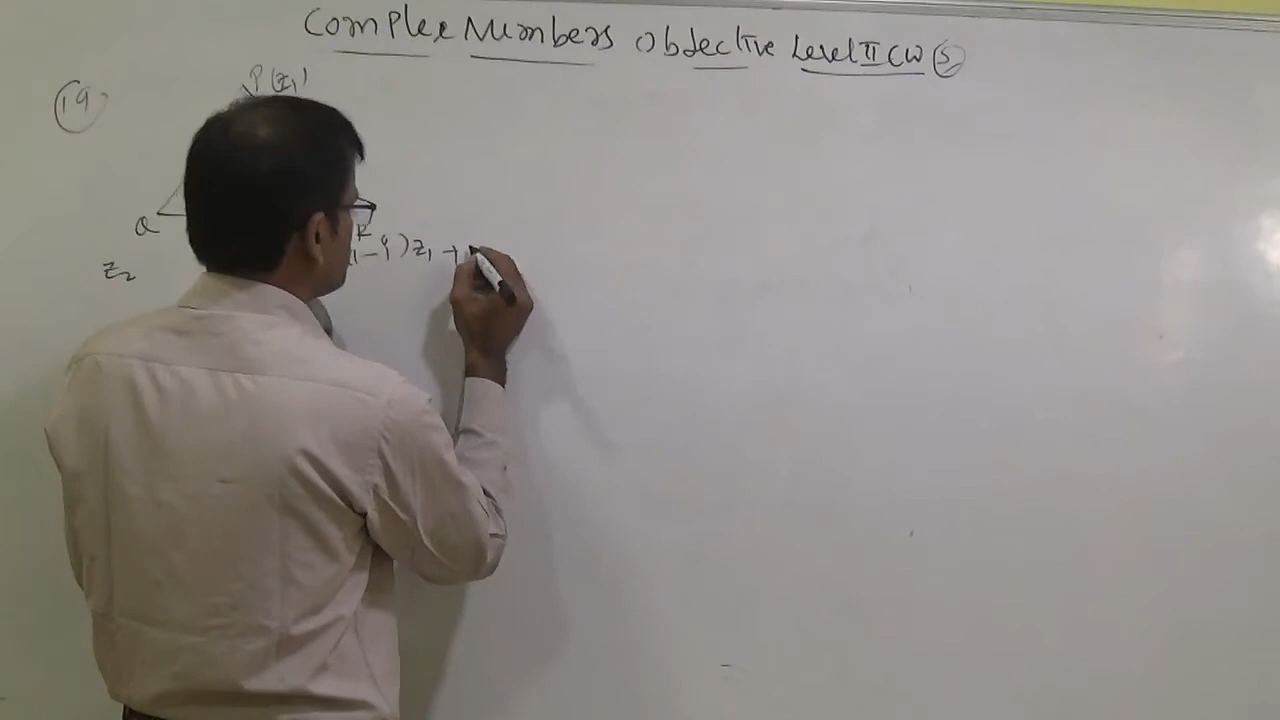 Complex Numbers Objective Level II CW (5)
19
P(z₁)
Q
R
z₂
1-i)z₁ +